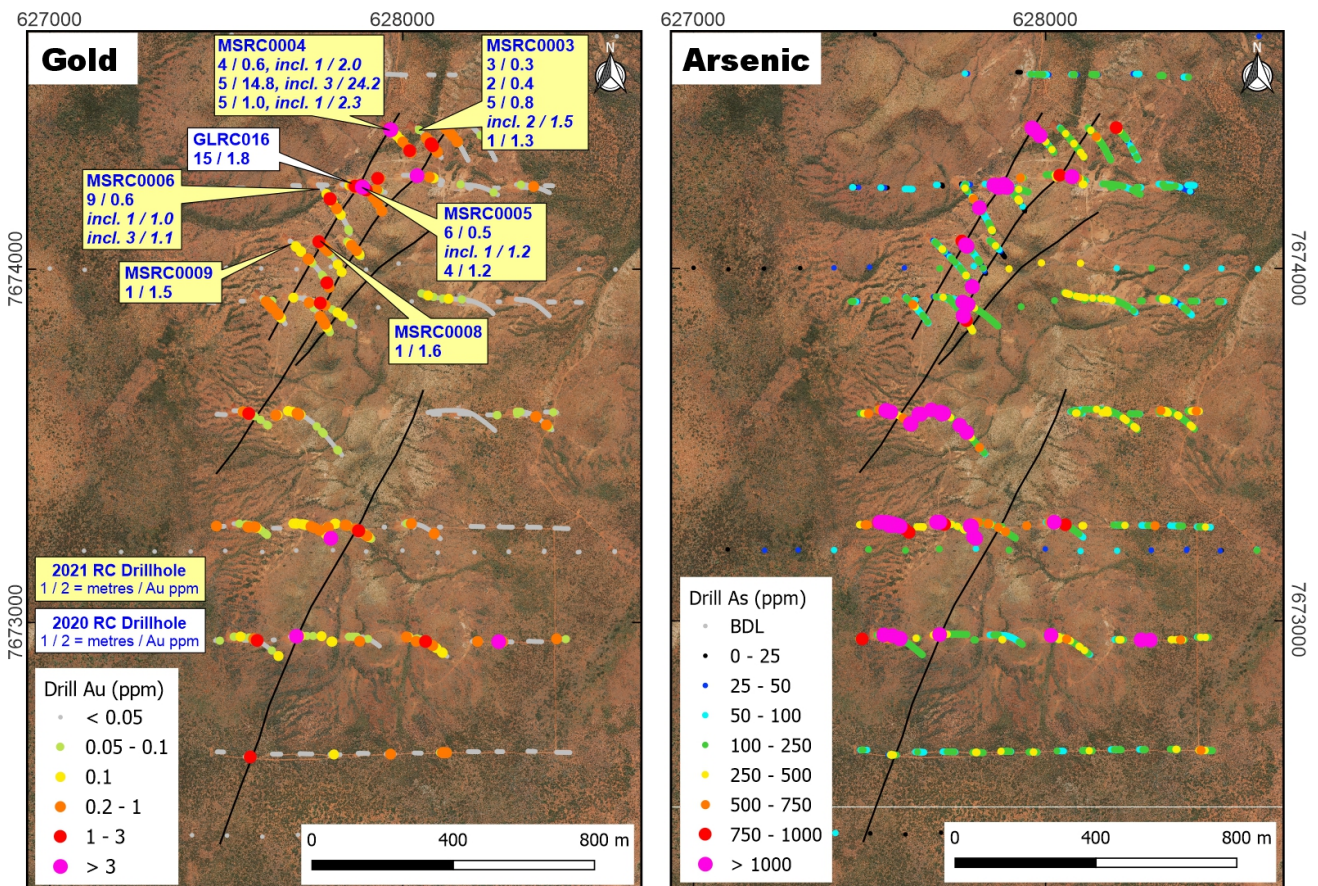 627000
628000
627000
628000
Gold
Arsenic
N
N
MSRC0004
4 / 0.6, incl. 1 / 2.0
5 / 14.8, incl. 3 / 24.2
5 / 1.0, incl. 1 / 2.3
MSRC0003
3 / 0.3
2 / 0.4
5 / 0.8
incl. 2 / 1.5
1 / 1.3
GLRC016
15 / 1.8
MSRC0006
9 / 0.6
incl. 1 / 1.0
incl. 3 / 1.1
MSRC0005
6 / 0.5
incl. 1 / 1.2
4 / 1.2
MSRC0009
1 / 1.5
MSRC0008
1 / 1.6
7674000
7674000
7673000
7673000
2021 RC Drillhole
1 / 2 = metres / Au ppm
2020 RC Drillhole
1 / 2 = metres / Au ppm
Drill Au (ppm)
< 0.05
0.05 - 0.1
0.1
0.2 - 1
1 - 3
> 3
0 400 800 m
Drill As (ppm)
BDL
0 - 25
25 - 50
50 - 100
100 - 250
250 - 500
500 - 750
750 - 1000
> 1000
0 400 800 m